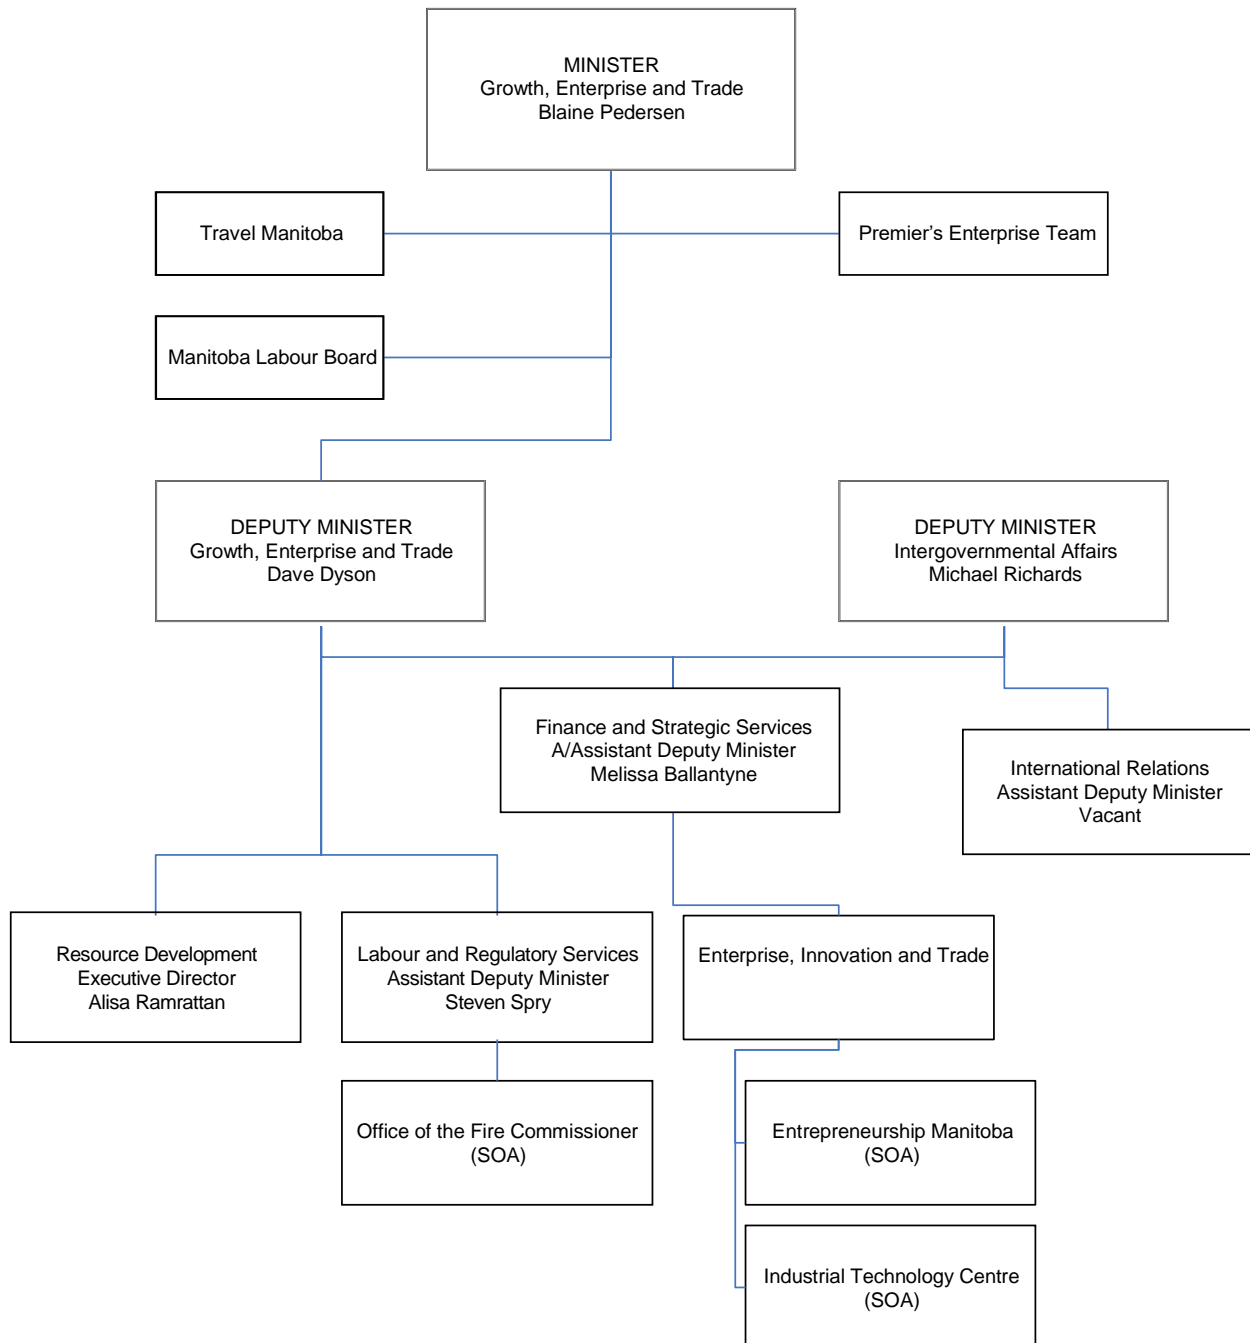 MINISTER
Growth, Enterprise and Trade
Blaine Pedersen
Travel Manitoba
Premier’s Enterprise Team
Manitoba Labour Board
DEPUTY MINISTER
Growth, Enterprise and Trade
Dave Dyson
DEPUTY MINISTER
Intergovernmental Affairs
Michael Richards
Finance and Strategic Services
A/Assistant Deputy Minister
Melissa Ballantyne
International Relations
Assistant Deputy Minister
Vacant
Resource Development
Executive Director
Alisa Ramrattan
Labour and Regulatory Services
Assistant Deputy Minister
Steven Spry
Enterprise, Innovation and Trade
Office of the Fire Commissioner
(SOA)
Entrepreneurship Manitoba
(SOA)
Industrial Technology Centre
(SOA)